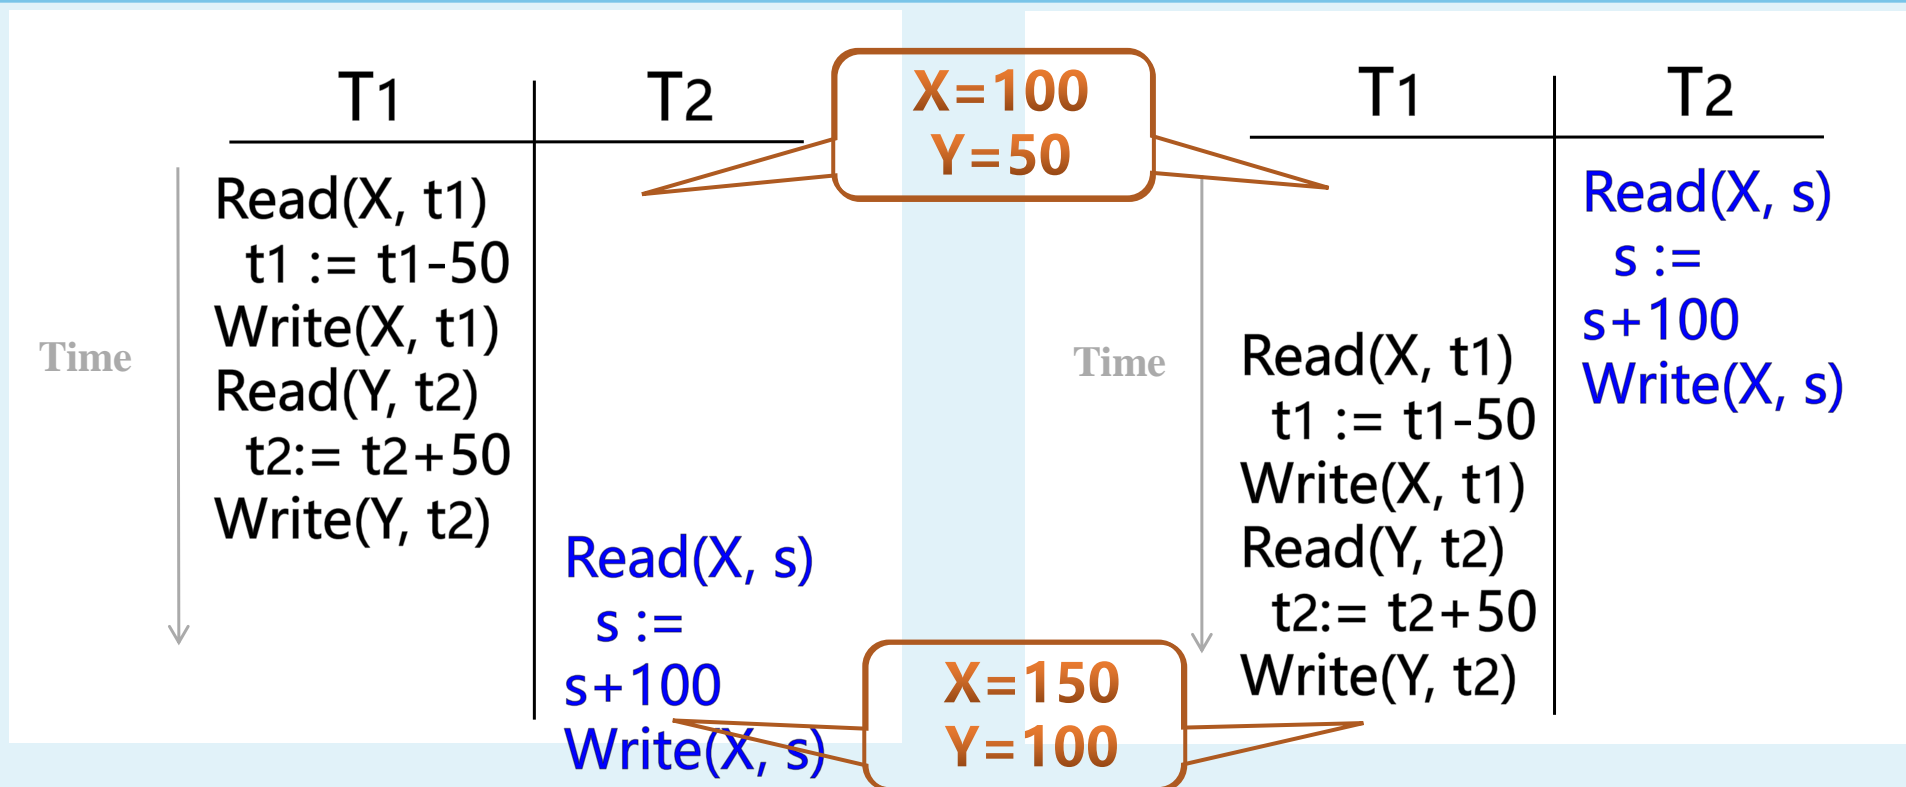 T1
T2
Read(X, t1)
t1 := t1-50
Write(X, t1)
Read(Y, t2)
t2:= t2+50
Write(Y, t2)
Read(X, s)
s :=
s+100
Write(X, s)
Time
X=100
Y=50
X=150
Y=100
T1
T2
Read(X, s)
s :=
s+100
Write(X, s)
Time
Read(X, t1)
t1 := t1-50
Write(X, t1)
Read(Y, t2)
t2:= t2+50
Write(Y, t2)